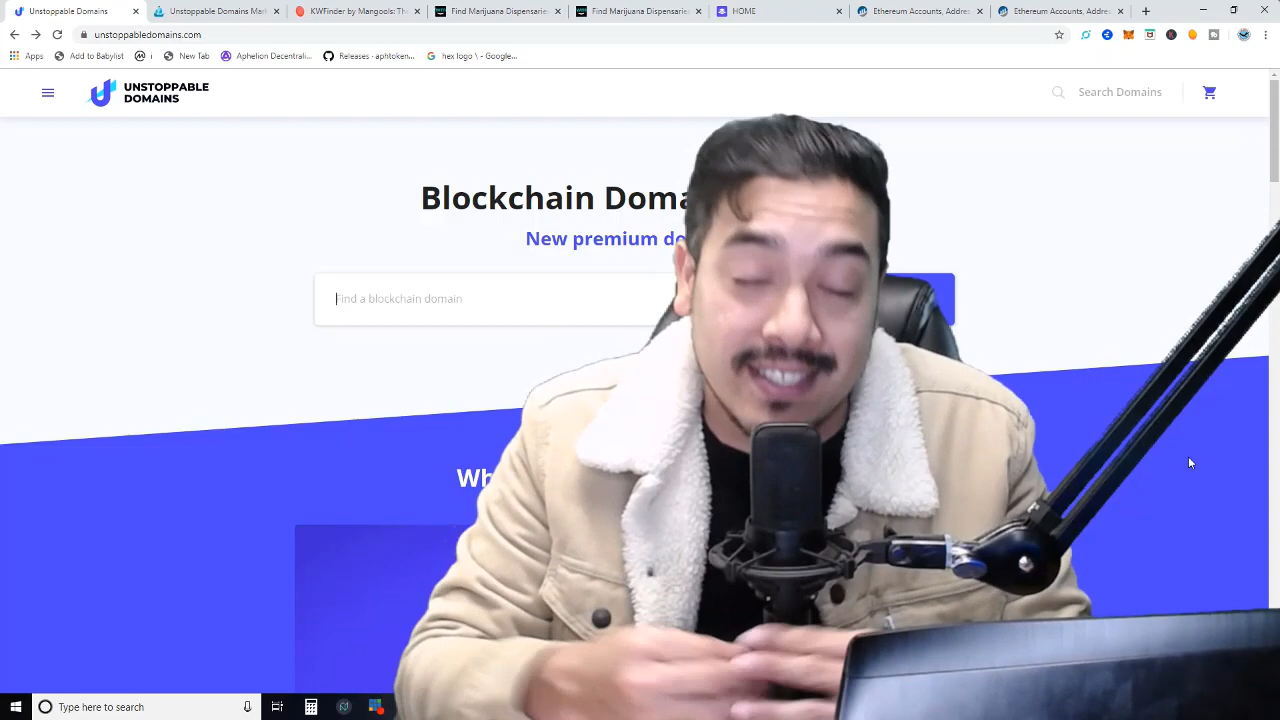 Unstoppable Domains
Unstoppable Domains Mar
KWFinder by Mangools: Th
Find Marijuana Dispensarie
Find Marijuana Dispensarie
HOME
Ethereum Accounts, Addre
Ethereum Accounts, Addre
unstoppabledomains.com
Apps
Add to Babylist
New Tab
Aphelion Decentrali...
Releases · aphtoken...
hex logo \ - Google...
UNSTOPPABLE
DOMAINS
Search Domains
Blockchain Doma
New premium do
Find a blockchain domain
Wh
Type here to search